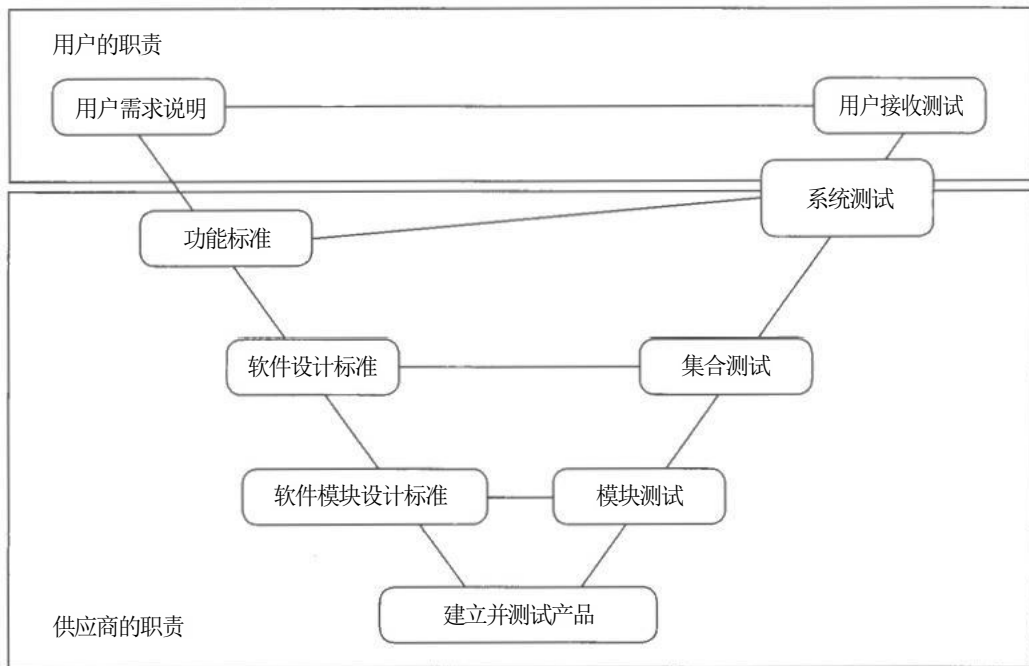 用户的职责
用户需求说明
用户接收测试
系统测试
功能标准
软件设计标准
集合测试
软件模块设计标准
模块测试
建立并测试产品
供应商的职责